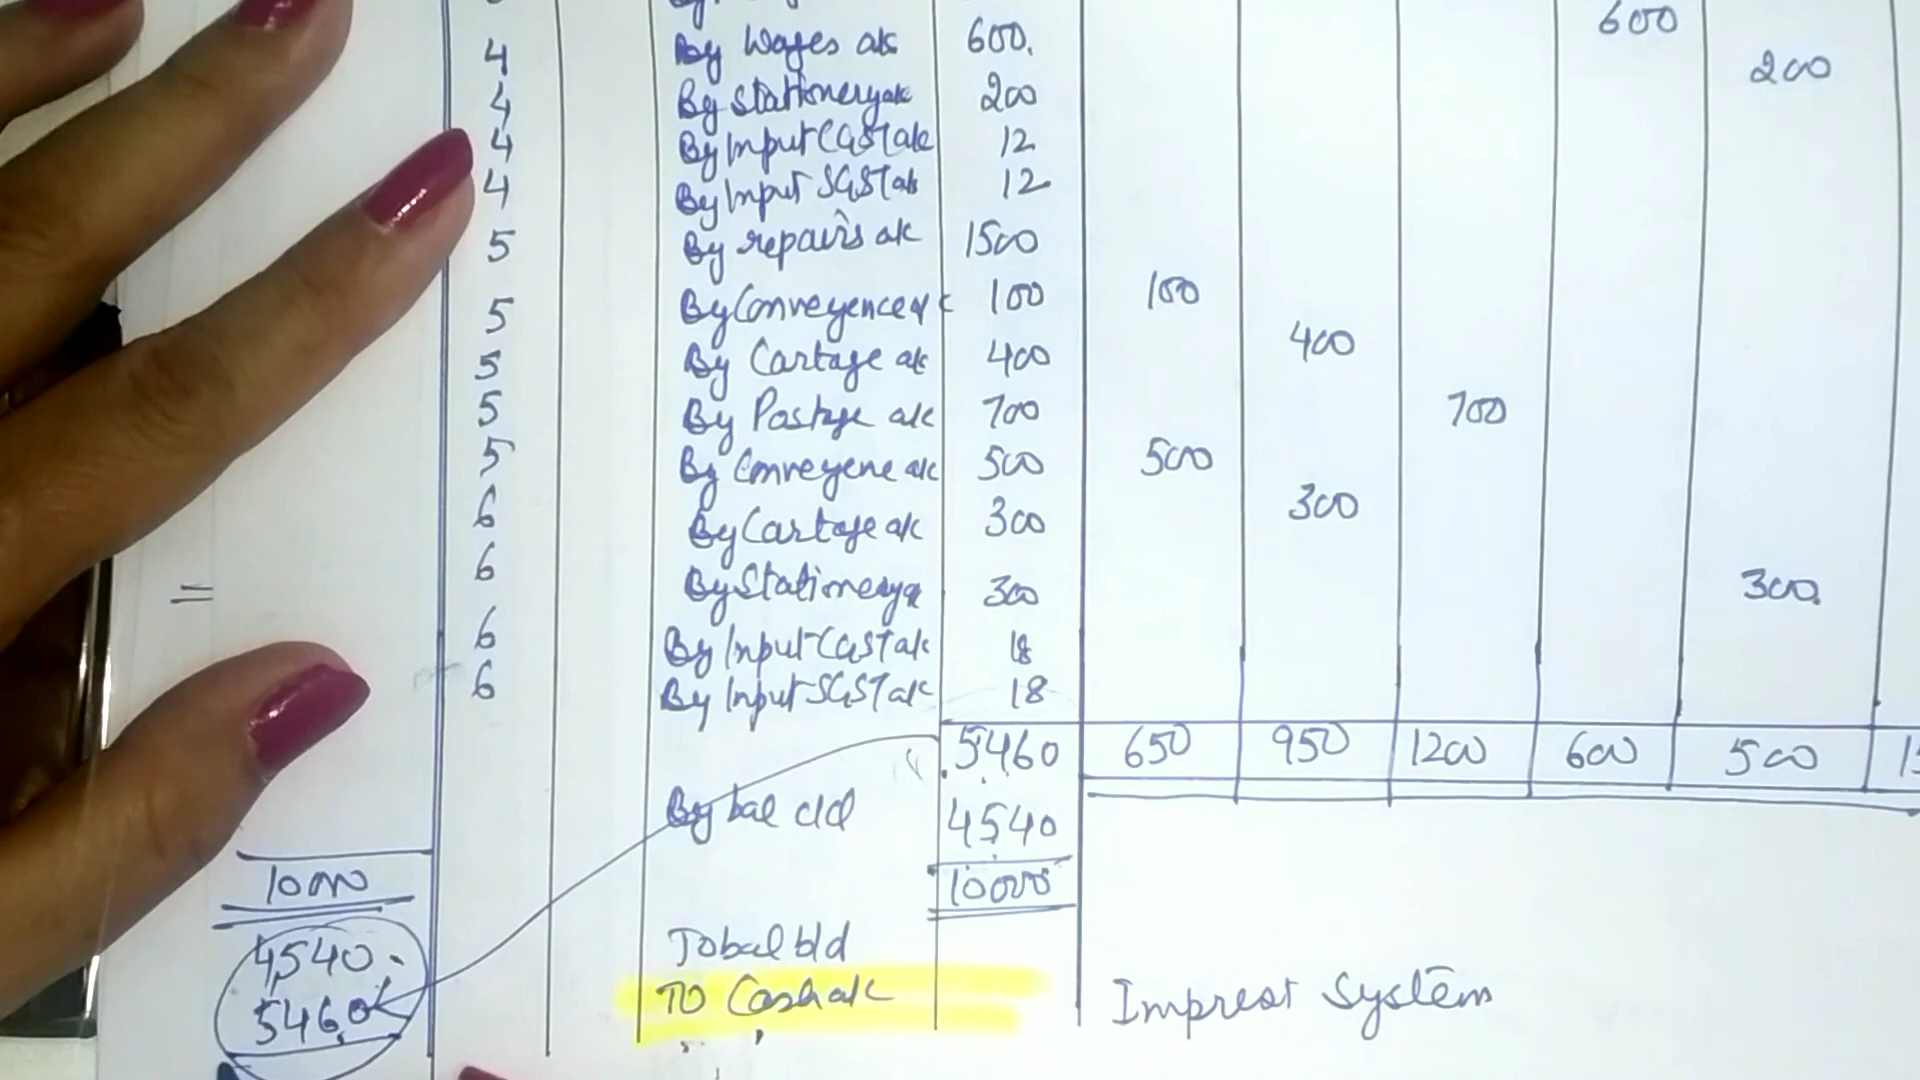 600
4 By Wages a/c 600.
200
4 By Stationery a/c 200
4 By Input CGST a/c 12
4 By Input SGST a/c 12
5 By repairs a/c 1500
5 By Conveyence a/c 100 100
5 By Cartage a/c 400 400
5 By Postge a/c 700 700
5 By Conveyene a/c 500 500
6 By Cartage a/c 300 300
6 By Stationery a 300 300.
6 By Input CGST a/c 18
6 By Input SGST a/c 18
5460 650 950 1200 600 500
By bal c/d 4540
10000 10000
4540 To bal b/d
5460 TO Cash a/c Imprest System